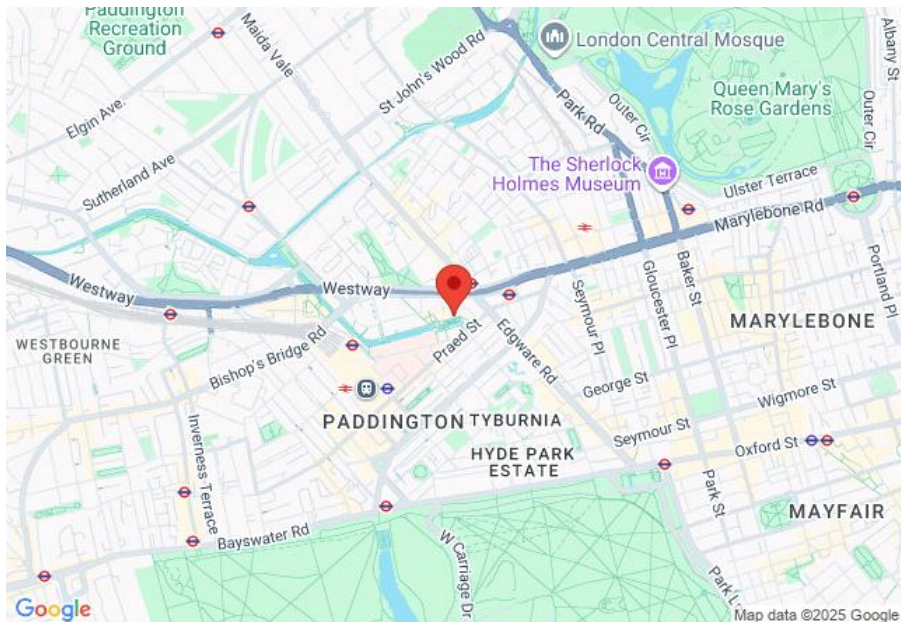 Paddington
Recreation
Ground
Maida Vale
St John's Wood Rd
London Central Mosque
Albany St
Elgin Ave.
Park Rd
Outer Cir
Queen Mary's
Rose Gardens
Outer Cir
Sutherland Ave
The Sherlock
Holmes Museum
Ulster Terrace
Marylebone Rd
Westway
Westway
Seymour Pl
Gloucester Pl
Baker St
Portland Pl
MARYLEBONE
WESTBOURNE
GREEN
Bishop's Bridge Rd
Praed St
Edgware Rd
George St
Wigmore St
PADDINGTON
TYBURNIA
Seymour St
Oxford St
HYDE PARK
ESTATE
Inverness Terrace
Park St
MAYFAIR
Bayswater Rd
W Carriage Dr
Google
Map data ©2025 Google